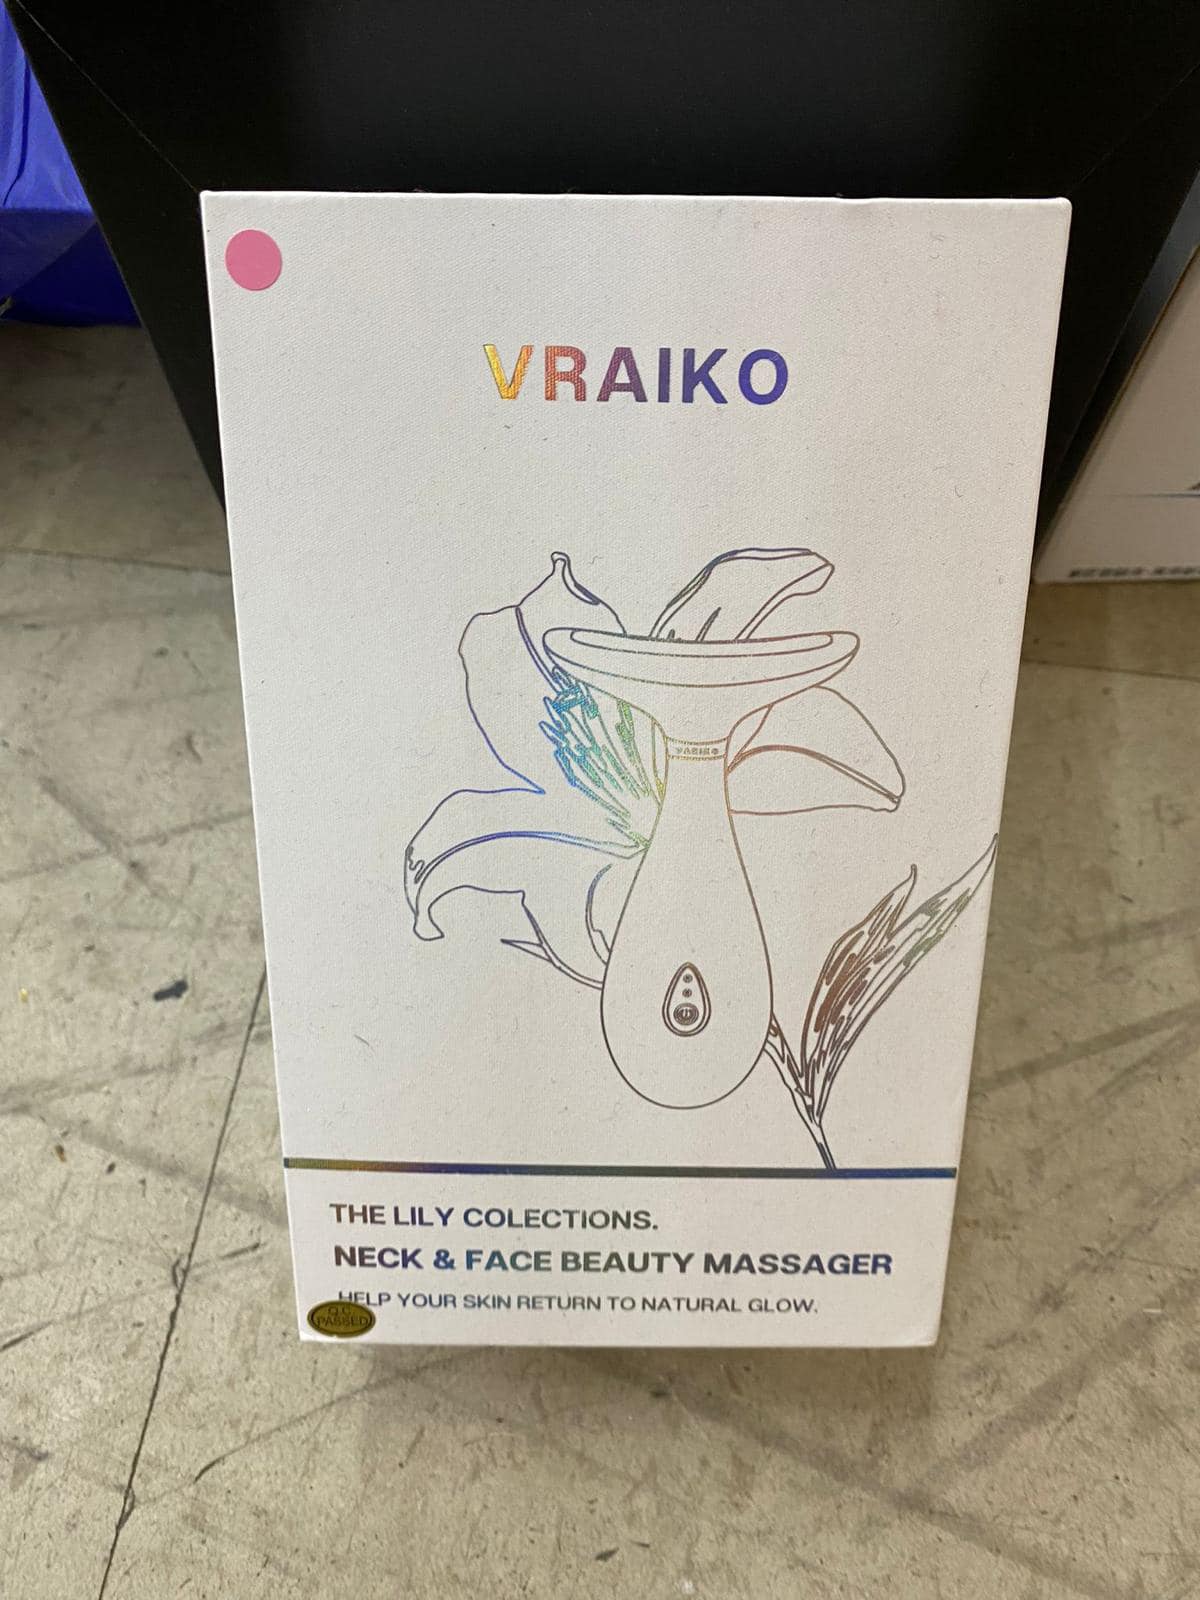 VRAIKO
THE LILY COLECTIONS.
NECK & FACE BEAUTY MASSAGER
HELP YOUR SKIN RETURN TO NATURAL GLOW.
Q.C.
PASSED